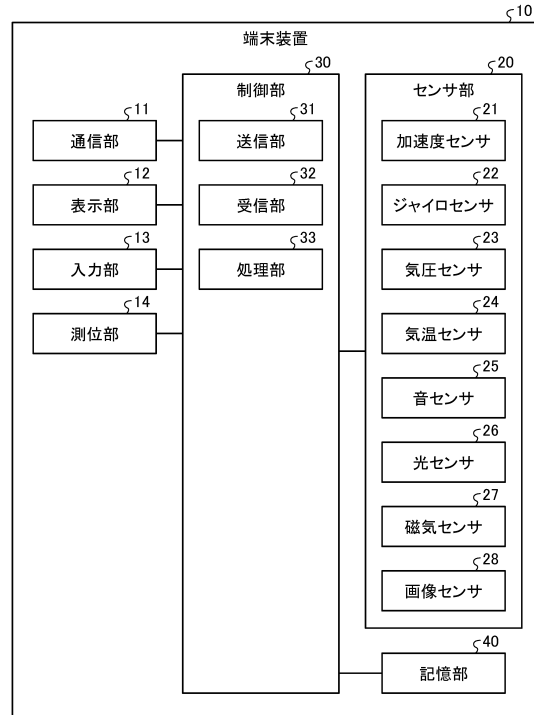 10
端末装置
30
制御部
20
センサ部
11
通信部
12
表示部
13
入力部
14
測位部
31
送信部
32
受信部
33
処理部
21
加速度センサ
22
ジャイロセンサ
23
気圧センサ
24
気温センサ
25
音センサ
26
光センサ
27
磁気センサ
28
画像センサ
40
記憶部